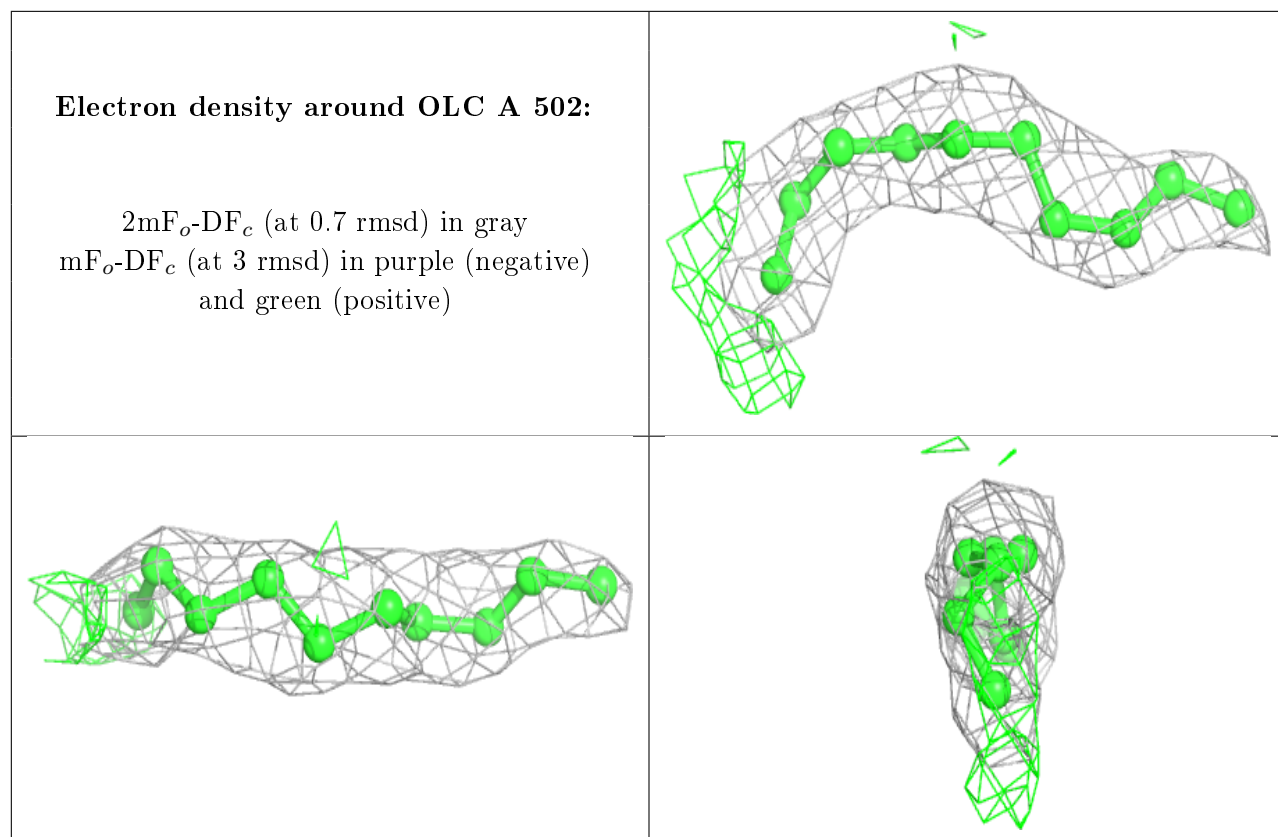 Electron density around OLC A 502:
2mFₒ-DF𝒸 (at 0.7 rmsd) in gray
mFₒ-DF𝒸 (at 3 rmsd) in purple (negative)
and green (positive)